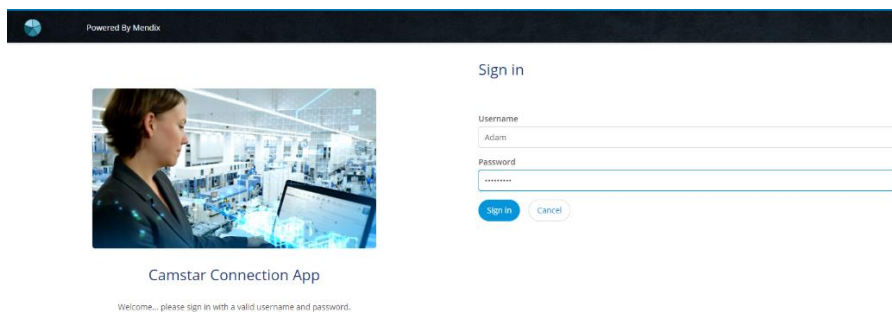 Powered By Mendix
Sign in
Username
Adam
Password
•••••••••
Sign in Cancel
Camstar Connection App
Welcome... please sign in with a valid username and password.